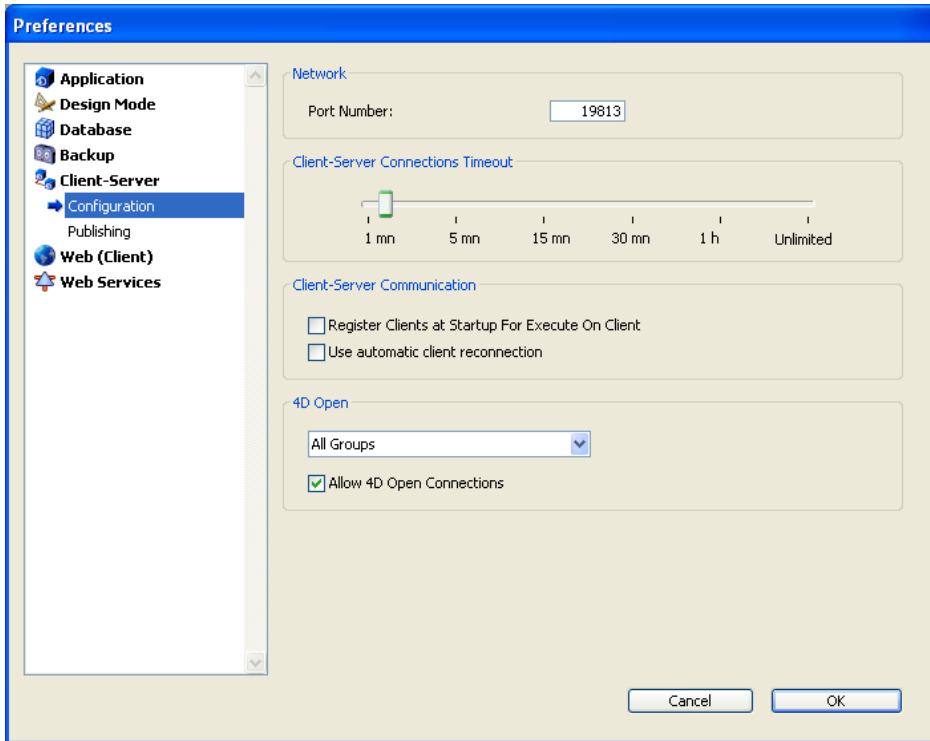 Preferences
Application
Design Mode
Database
Backup
Client-Server
Configuration
Publishing
Web (Client)
Web Services
Network
Port Number: 19813
Client-Server Connections Timeout
1 mn 5 mn 15 mn 30 mn 1 h Unlimited
Client-Server Communication
Register Clients at Startup For Execute On Client
Use automatic client reconnection
4D Open
All Groups
Allow 4D Open Connections
Cancel OK